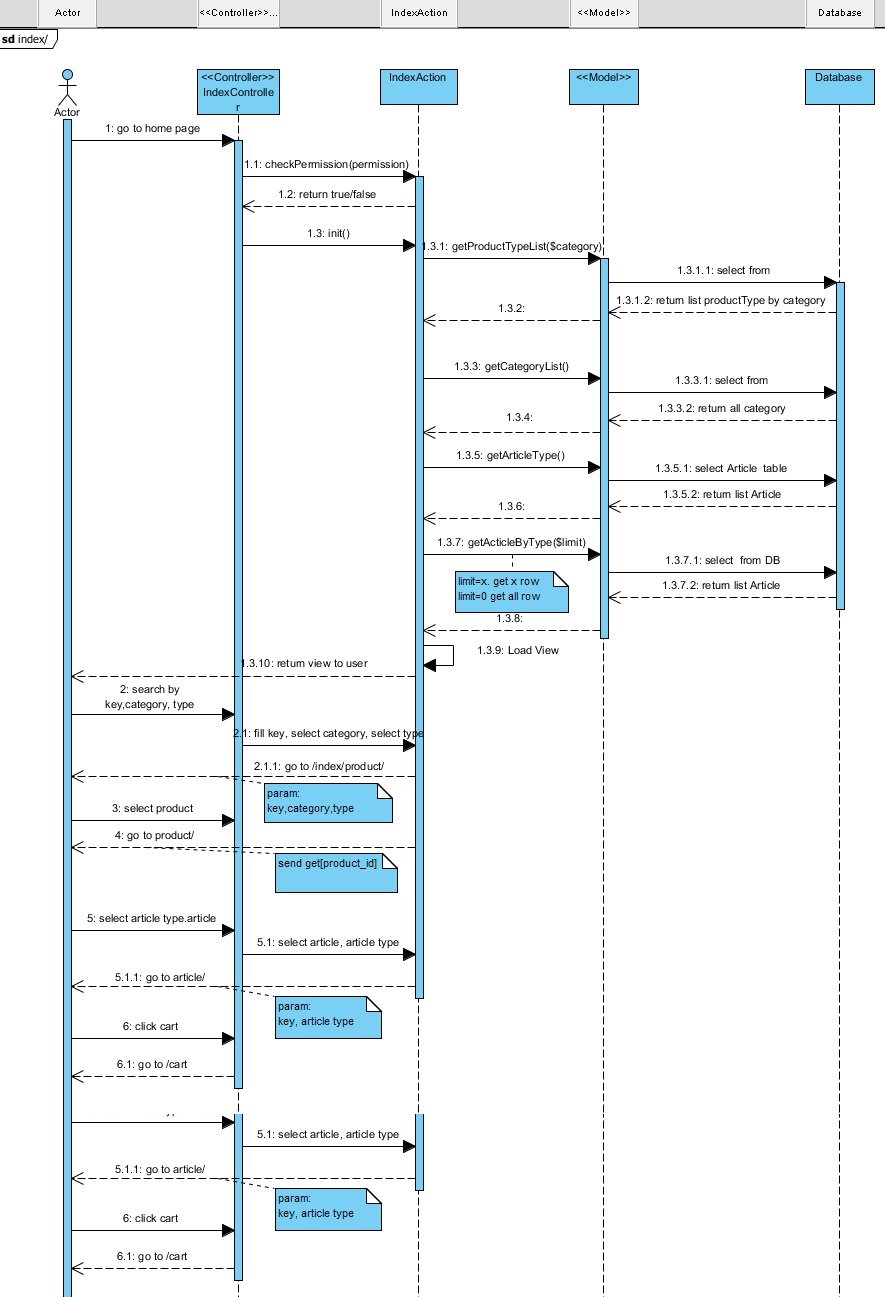 Actor
<<Controller>>...
IndexAction
<<Model>>
Database
sd index/
<<Controller>>
IndexControlle
r
IndexAction
<<Model>>
Database
Actor
1: go to home page
1.1: checkPermission(permission)
1.2: return true/false
1.3: init()
1.3.1: getProductTypeList($category)
1.3.1.1: select from
1.3.1.2: return list productType by category
1.3.2:
1.3.3: getCategoryList()
1.3.3.1: select from
1.3.3.2: return all category
1.3.4:
1.3.5: getArticleType()
1.3.5.1: select Article table
1.3.5.2: return list Article
1.3.6:
1.3.7: getActicleByType($limit)
1.3.7.1: select from DB
limit=x. get x row
limit=0 get all row
1.3.7.2: return list Article
1.3.8:
1.3.9: Load View
1.3.10: return view to user
2: search by
key,category, type
2.1: fill key, select category, select type
2.1.1: go to /index/product/
param:
key,category,type
3: select product
4: go to product/
send get[product_id]
5: select article type.article
5.1: select article, article type
5.1.1: go to article/
param:
key, article type
6: click cart
6.1: go to /cart
5.1: select article, article type
5.1.1: go to article/
param:
key, article type
6: click cart
6.1: go to /cart